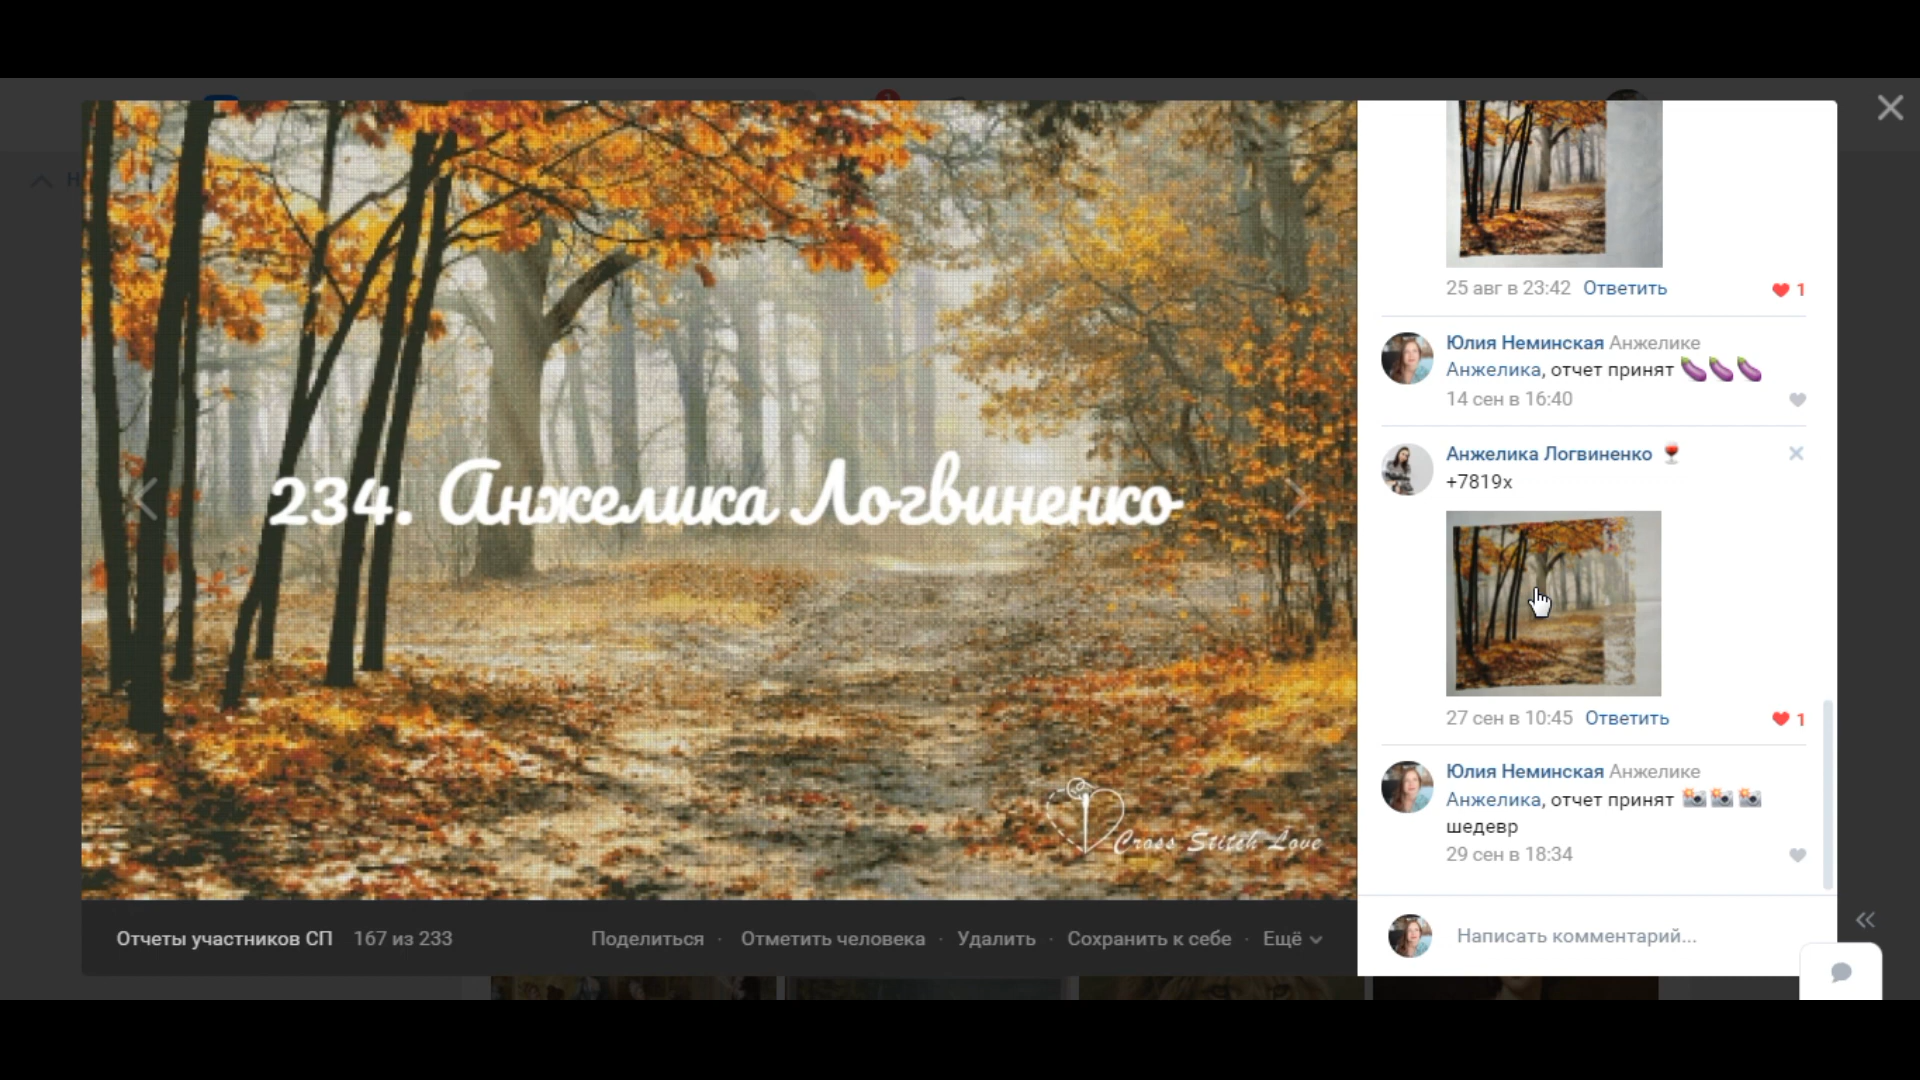 234. Анжелика Логвиненко
Cross Stitch Love
Отчеты участников СП 167 из 233
Поделиться · Отметить человека · Удалить · Сохранить к себе · Ещё
25 авг в 23:42 Ответить 1
Юлия Неминская Анжелике
Анжелика, отчет принят 🍆🍆🍆
14 сен в 16:40
Анжелика Логвиненко 🍷
+7819х
27 сен в 10:45 Ответить 1
Юлия Неминская Анжелике
Анжелика, отчет принят 📸📸📸
шедевр
29 сен в 18:34
Написать комментарий...